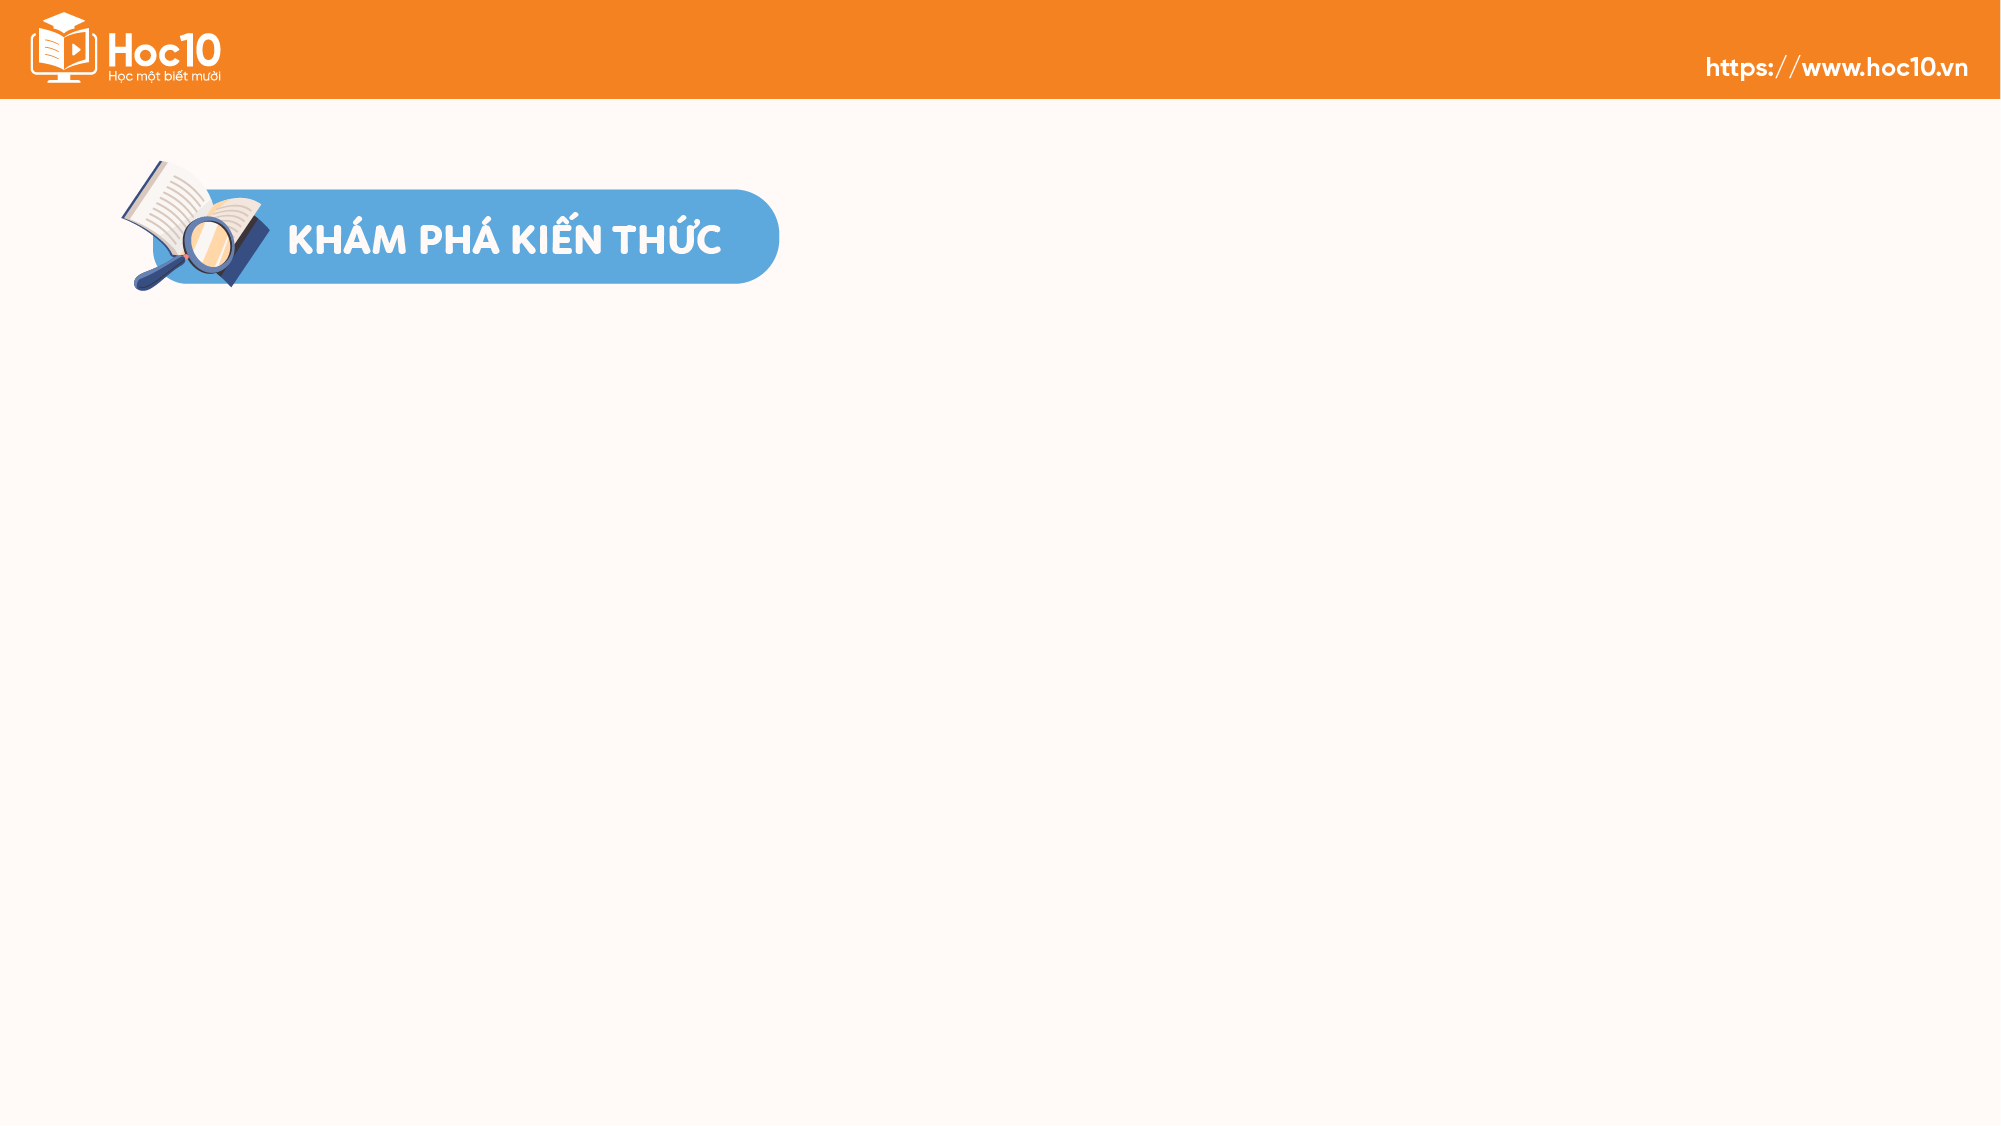 Hoc10
Học một biết mười
https://www.hoc10.vn
KHÁM PHÁ KIẾN THỨC